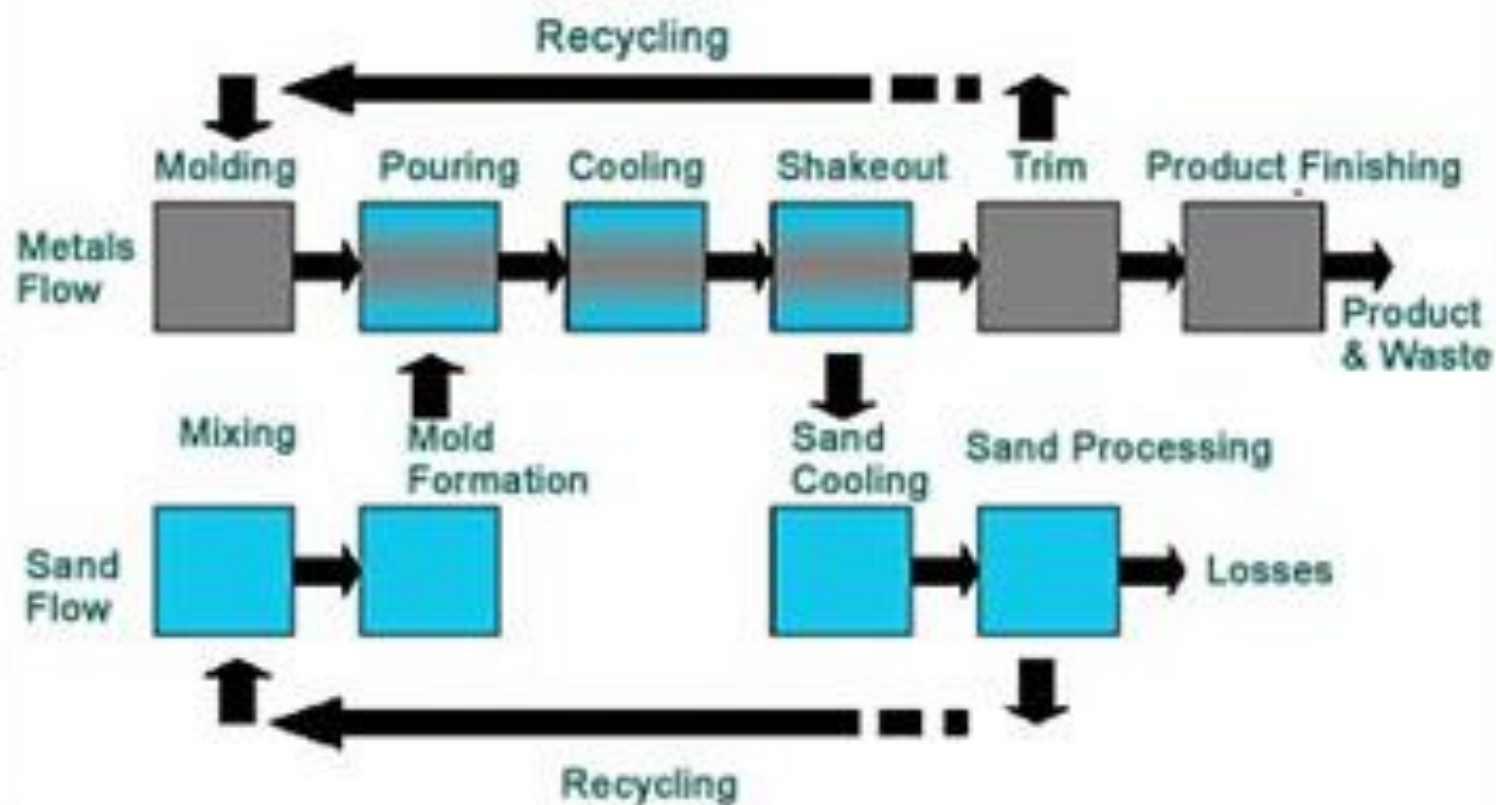 Recycling
Molding
Pouring
Cooling
Shakeout
Trim
Product Finishing
Metals
Flow
Product
& Waste
Mixing
Mold
Formation
Sand
Cooling
Sand Processing
Sand
Flow
Losses
Recycling